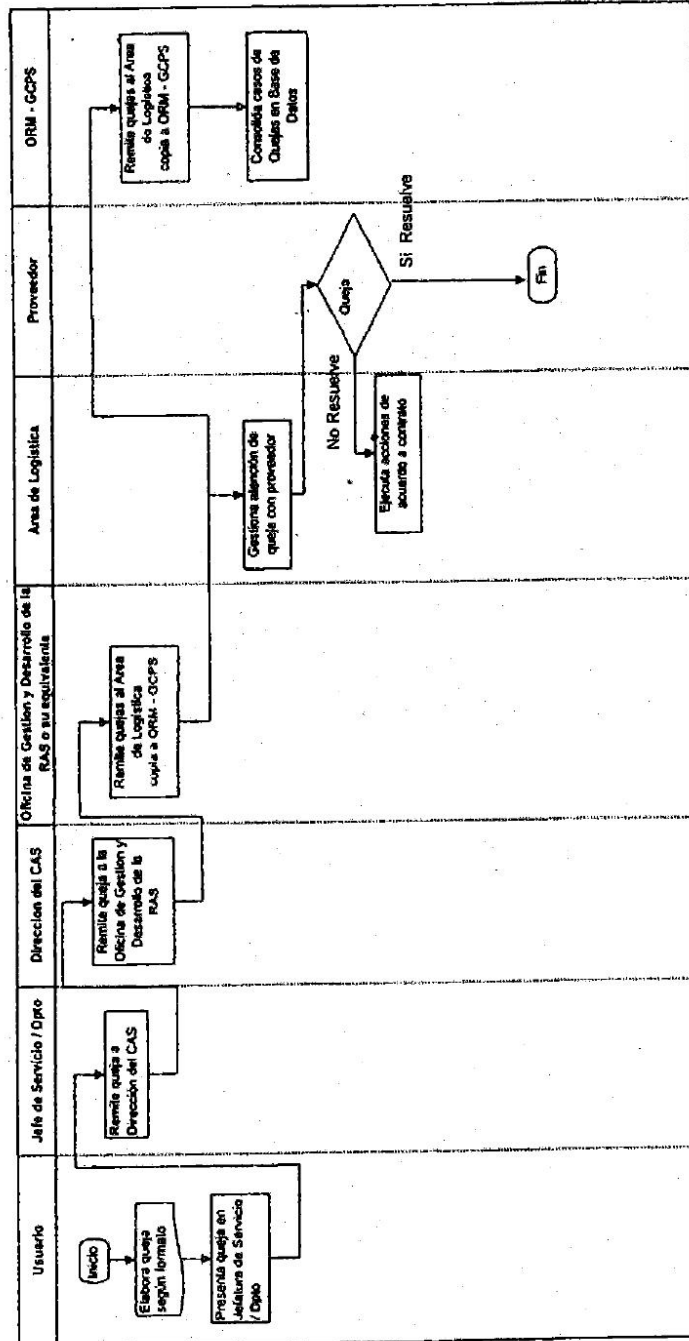 Usuario
Jefe de Servicio / Dpto
Direccion del CAS
Oficina de Gestion y Desarrollo de la
RAS o su equivalente
Area de Logística
Proveedor
ORM - GCPS
Inicio
Elabora queja
según formato
Presenta queja en
Jefatura de Servicio
/ Dpto
Remite queja a
Dirección del CAS
Remite queja a la
Oficina de Gestion y
Desarrollo de la
RAS
Remite quejas al Area
de Logística
copia a ORM - GCPS
Gestiona atención de
queja con proveedor
Queja
No Resuelve
Si Resuelve
Ejecuta acciones de
acuerdo a contrato
Fin
Remite quejas al Area
de Logística
copia a ORM - GCPS
Consolida casos de
Quejas en Base de
Datos